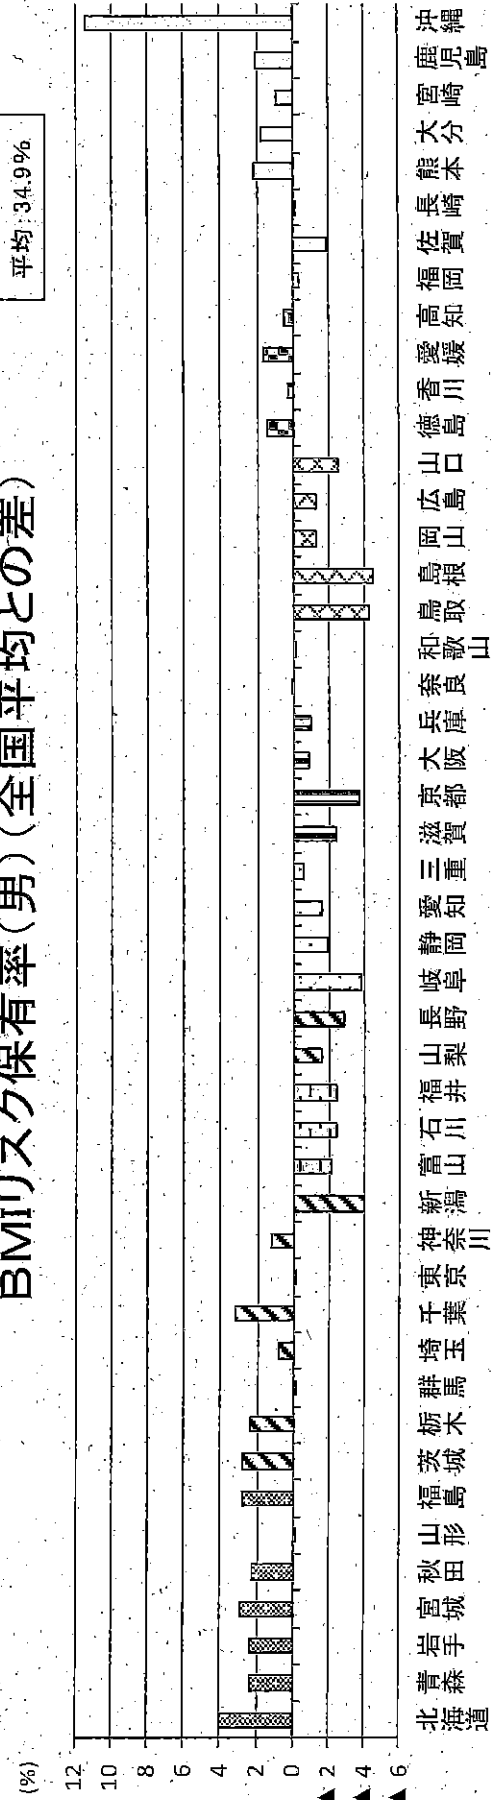 BMIリスク保有率(男)(全国平均との差)
平均:34.9%
(%)
12
10
8
6
4
2
0
▲ 2
▲ 4
▲ 6
北海道
青森
岩手
宮城
秋田
山形
福島
茨城
栃木
群馬
埼玉
千葉
東京
神奈川
新潟
富山
石川
福井
山梨
長野
岐阜
静岡
愛知
三重
滋賀
京都
大阪
兵庫
奈良
和歌山
鳥取
島根
岡山
広島
山口
徳島
香川
愛媛
高知
福岡
佐賀
長崎
熊本
大分
宮崎
鹿児島
沖縄